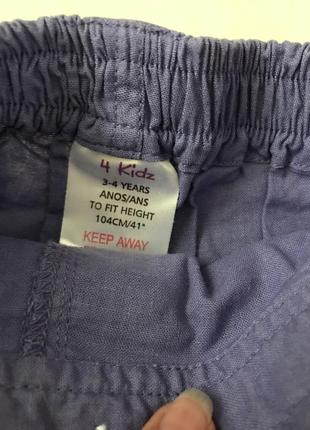 4 Kidz
3-4 YEARS
ANOS/ANS
TO FIT HEIGHT
104CM/41"
KEEP AWAY